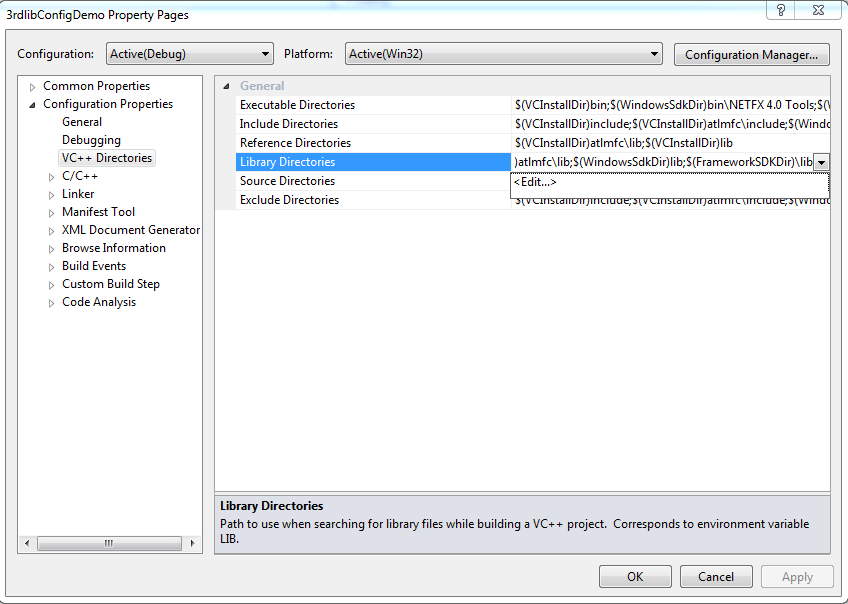 3rdlibConfigDemo Property Pages
Configuration: Active(Debug) Platform: Active(Win32) Configuration Manager...
Common Properties
Configuration Properties
General
Debugging
VC++ Directories
C/C++
Linker
Manifest Tool
XML Document Generator
Browse Information
Build Events
Custom Build Step
Code Analysis
General
Executable Directories $(VCInstallDir)bin;$(WindowsSdkDir)bin\NETFX 4.0 Tools;$(V
Include Directories $(VCInstallDir)include;$(VCInstallDir)atlmfc\include;$(Windo
Reference Directories $(VCInstallDir)atlmfc\lib;$(VCInstallDir)lib
Library Directories )atlmfc\lib;$(WindowsSdkDir)lib;$(FrameworkSDKDir)\lib
Source Directories <Edit...>
Exclude Directories $(VCInstallDir)include;$(VCInstallDir)atlmfc\include;$(Windo
Library Directories
Path to use when searching for library files while building a VC++ project. Corresponds to environment variable
LIB.
OK Cancel Apply